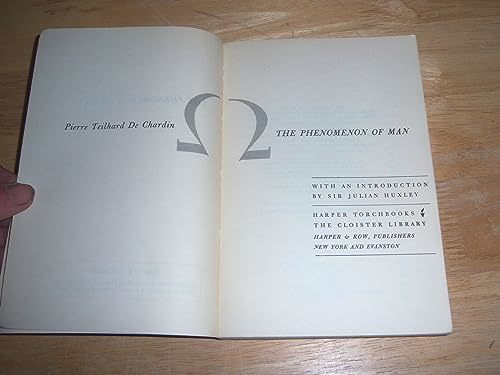 Pierre Teilhard De Chardin
Ω
THE PHENOMENON OF MAN
WITH AN INTRODUCTION
BY SIR JULIAN HUXLEY
HARPER TORCHBOOKS
THE CLOISTER LIBRARY
HARPER & ROW, PUBLISHERS
NEW YORK AND EVANSTON